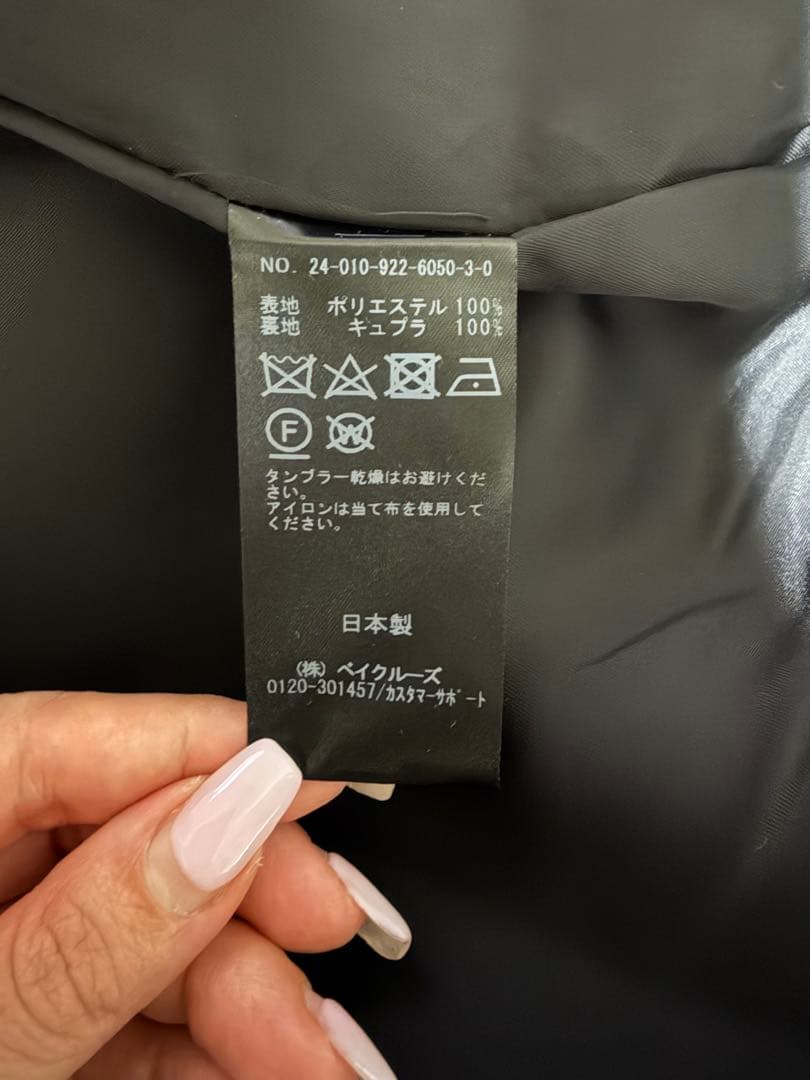 NO. 24-010-922-6050-3-0
表地 ポリエステル 100%
裏地 キュプラ 100%
F
W
タンブラー乾燥はお避けくだ
さい。
アイロンは当て布を使用して
ください。
日本製
(株) ベイクルーズ
0120-301457/カスタマーサポート